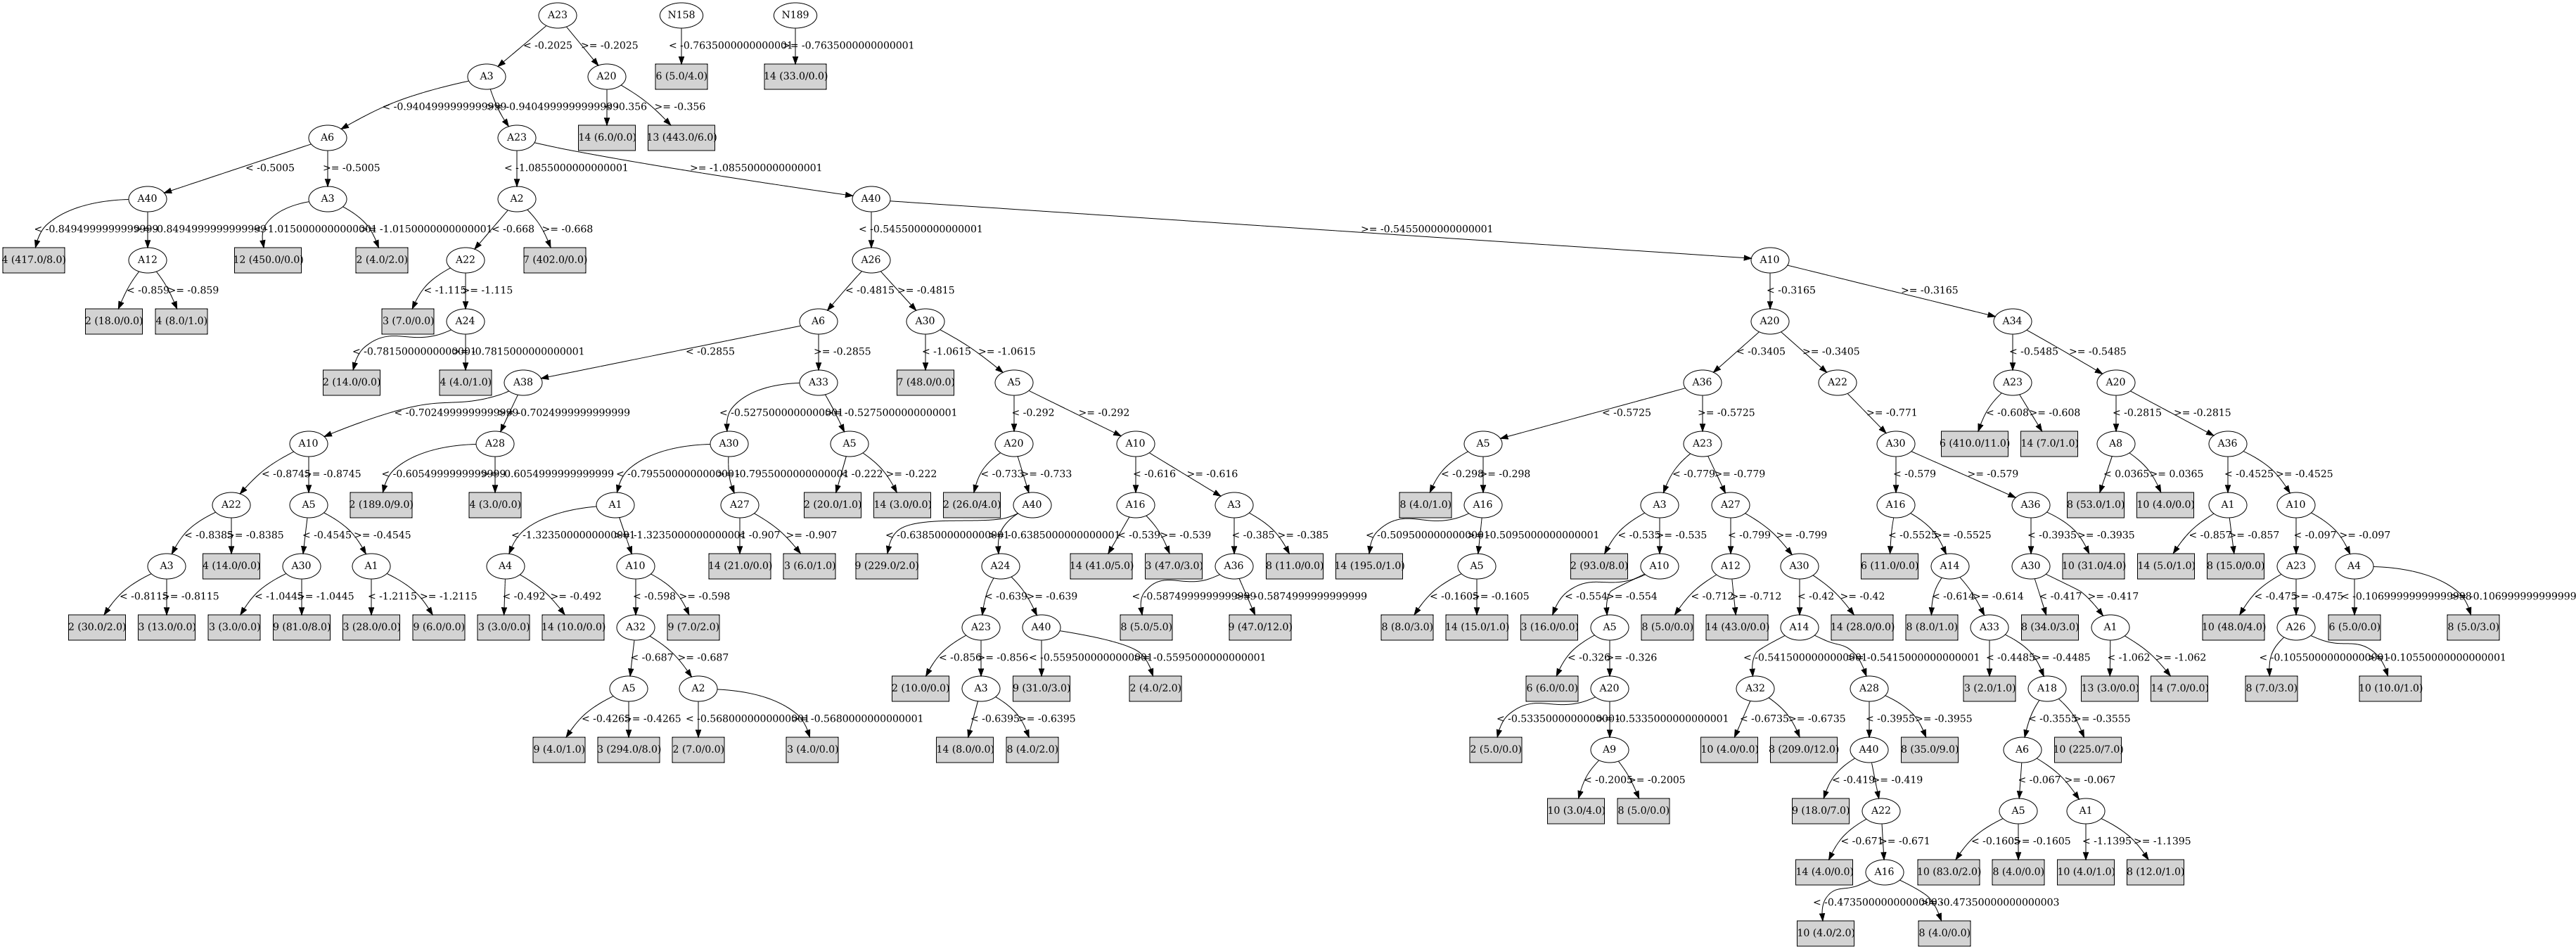 A23 N158 N189
< -0.2025 >= -0.2025 < -0.7635000000000001 >= -0.7635000000000001
A3 A20 6 (5.0/4.0) 14 (33.0/0.0)
< -0.9404999999999999 >= -0.9404999999999999 < -0.356 >= -0.356
A6 A23 14 (6.0/0.0) 13 (443.0/6.0)
< -0.5005 >= -0.5005 < -1.0855000000000001 >= -1.0855000000000001
A40 A3 A2 A40
< -0.8494999999999999 >= -0.8494999999999999 < -1.0150000000000001 >= -1.0150000000000001 < -0.668 >= -0.668 < -0.5455000000000001 >= -0.5455000000000001
4 (417.0/8.0) A12 12 (450.0/0.0) 2 (4.0/2.0) A22 7 (402.0/0.0) A26 A10
< -0.859 >= -0.859 < -1.115 >= -1.115 < -0.4815 >= -0.4815 < -0.3165 >= -0.3165
2 (18.0/0.0) 4 (8.0/1.0) 3 (7.0/0.0) A24 A6 A30 A20 A34
< -0.7815000000000001 >= -0.7815000000000001 < -0.2855 >= -0.2855 < -1.0615 >= -1.0615 < -0.3405 >= -0.3405 < -0.5485 >= -0.5485
2 (14.0/0.0) 4 (4.0/1.0) A38 A33 7 (48.0/0.0) A5 A36 A22 A23 A20
< -0.7024999999999999 >= -0.7024999999999999 < -0.5275000000000001 >= -0.5275000000000001 < -0.292 >= -0.292 < -0.5725 >= -0.5725 >= -0.771 < -0.608 >= -0.608 < -0.2815 >= -0.2815
A10 A28 A30 A5 A20 A10 A5 A23 A30 6 (410.0/11.0) 14 (7.0/1.0) A8 A36
< -0.8745 >= -0.8745 < -0.6054999999999999 >= -0.6054999999999999 < -0.7955000000000001 >= -0.7955000000000001 < -0.222 >= -0.222 < -0.733 >= -0.733 < -0.616 >= -0.616 < -0.298 >= -0.298 < -0.779 >= -0.779 < -0.579 >= -0.579 < 0.0365 >= 0.0365 < -0.4525 >= -0.4525
A22 A5 2 (189.0/9.0) 4 (3.0/0.0) A1 A27 2 (20.0/1.0) 14 (3.0/0.0) 2 (26.0/4.0) A40 A16 A3 8 (4.0/1.0) A16 A3 A27 A16 A36 8 (53.0/1.0) 10 (4.0/0.0) A1 A10
< -0.8385 >= -0.8385 < -0.4545 >= -0.4545 < -1.3235000000000001 >= -1.3235000000000001 < -0.907 >= -0.907 < -0.6385000000000001 >= -0.6385000000000001 < -0.539 >= -0.539 < -0.385 >= -0.385 < -0.5095000000000001 >= -0.5095000000000001 < -0.535 >= -0.535 < -0.799 >= -0.799 < -0.5525 >= -0.5525 < -0.3935 >= -0.3935 < -0.857 >= -0.857 < -0.097 >= -0.097
A3 4 (14.0/0.0) A30 A1 A4 A10 14 (21.0/0.0) 3 (6.0/1.0) 9 (229.0/2.0) A24 14 (41.0/5.0) 3 (47.0/3.0) A36 8 (11.0/0.0) 14 (195.0/1.0) A5 2 (93.0/8.0) A10 A12 A30 6 (11.0/0.0) A14 A30 10 (31.0/4.0) 14 (5.0/1.0) 8 (15.0/0.0) A23 A4
< -0.8115 >= -0.8115 < -1.0445 >= -1.0445 < -1.2115 >= -1.2115 < -0.492 >= -0.492 < -0.598 >= -0.598 < -0.639 >= -0.639 < -0.5874999999999999 >= -0.5874999999999999 < -0.1605 >= -0.1605 < -0.554 >= -0.554 < -0.712 >= -0.712 < -0.42 >= -0.42 < -0.614 >= -0.614 < -0.417 >= -0.417 < -0.475 >= -0.475
2 (30.0/2.0) 3 (13.0/0.0) 3 (3.0/0.0) 9 (81.0/8.0) 3 (28.0/0.0) 9 (6.0/0.0) 3 (3.0/0.0) 14 (10.0/0.0) A32 9 (7.0/2.0) A23 A40 8 (5.0/5.0) 9 (47.0/12.0) 8 (8.0/3.0) 14 (15.0/1.0) 3 (16.0/0.0) A5 8 (5.0/0.0) 14 (43.0/0.0) A14 14 (28.0/0.0) 8 (8.0/1.0) A33 8 (34.0/3.0) A1 10 (48.0/4.0) A26 6 (5.0/0.0) 8 (5.0/3.0)
< -0.687 >= -0.687 < -0.856 >= -0.856 < -0.5595000000000001 >= -0.5595000000000001 < -0.326 >= -0.326 < -0.5415000000000001 >= -0.5415000000000001 < -0.4485 >= -0.4485 < -1.062 >= -1.062 < -0.10550000000000001 >= -0.10550000000000001
A5 A2 2 (10.0/0.0) A3 9 (31.0/3.0) 2 (4.0/2.0) 6 (6.0/0.0) A20 A32 A28 3 (2.0/1.0) A18 13 (3.0/0.0) 14 (7.0/0.0) 8 (7.0/3.0) 10 (10.0/1.0)
< -0.4265 >= -0.4265 < -0.5680000000000001 >= -0.5680000000000001 < -0.6395 >= -0.6395 < -0.5335000000000001 >= -0.5335000000000001 < -0.6735 >= -0.6735 < -0.3955 >= -0.3955 < -0.3555 >= -0.3555
9 (4.0/1.0) 3 (294.0/8.0) 2 (7.0/0.0) 3 (4.0/0.0) 14 (8.0/0.0) 8 (4.0/2.0) 2 (5.0/0.0) A9 10 (4.0/0.0) 8 (209.0/12.0) A40 8 (35.0/9.0) A6 10 (225.0/7.0)
< -0.2005 >= -0.2005 < -0.419 >= -0.419 < -0.067 >= -0.067
10 (3.0/4.0) 8 (5.0/0.0) 9 (18.0/7.0) A22 A5 A1
< -0.671 >= -0.671 < -0.1605 >= -0.1605 < -1.1395 >= -1.1395
14 (4.0/0.0) A16 10 (83.0/2.0) 8 (4.0/0.0) 10 (4.0/1.0) 8 (12.0/1.0)
< -0.47350000000000003 >= -0.47350000000000003
10 (4.0/2.0) 8 (4.0/0.0)